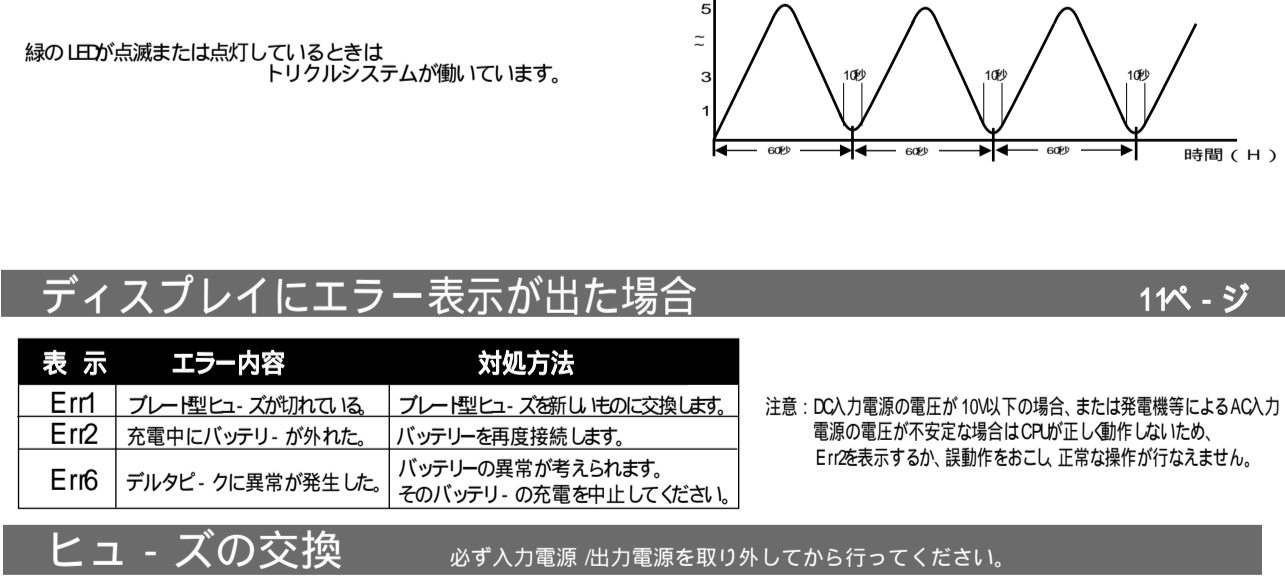 緑の LEDが点滅または点灯しているときは
トリクルシステムが働いています。
5
~
~
3
1
10秒 10秒 10秒
60秒 60秒 60秒
時間 ( H )
ディスプレイにエラー表示が出た場合 11ペ - ジ
表 示 エラー内容 対処方法
Err1 ブレード型ヒュ - ズが切れている。 ブレード型ヒュ - ズを新しいものに交換します。
Err2 充電中にバッテリ - が外れた。 バッテリーを再度接続します。
Err6 デルタピ - クに異常が発生した。 バッテリーの異常が考えられます。
そのバッテリ - の充電を中止してください。
注意 : DC入力電源の電圧が 10V以下の場合、または発電機等によるAC入力
電源の電圧が不安定な場合はCPUが正しく動作しないため、
Err2を表示するか、誤動作をおこし、正常な操作が行なえません。
ヒュ - ズの交換 必ず入力電源 /出力電源を取り外してから行ってください。